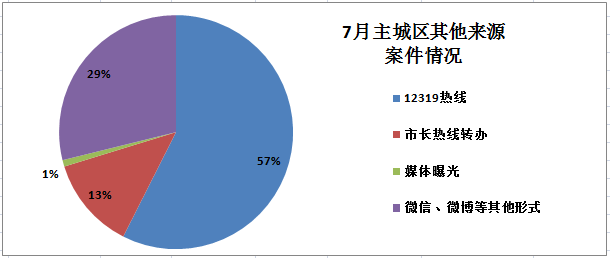 7月主城区其他来源
案件情况
29%
57%
1%
13%
12319热线
市长热线转办
媒体曝光
微信、微博等其他形式